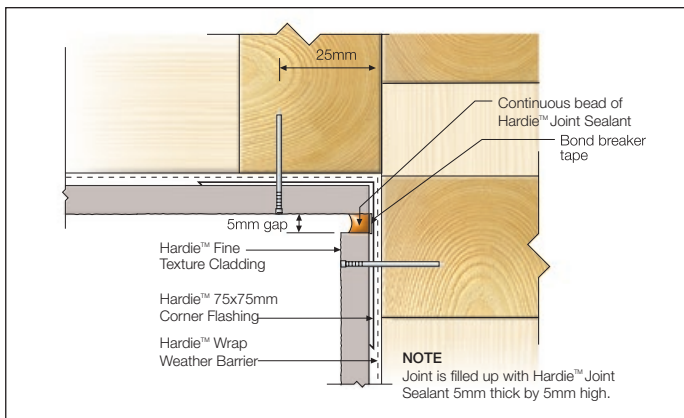 25mm
Continuous bead of
Hardie™ Joint Sealant
Bond breaker
tape
5mm gap
Hardie™ Fine
Texture Cladding
Hardie™ 75x75mm
Corner Flashing
Hardie™ Wrap
Weather Barrier
NOTE
Joint is filled up with Hardie™ Joint
Sealant 5mm thick by 5mm high.